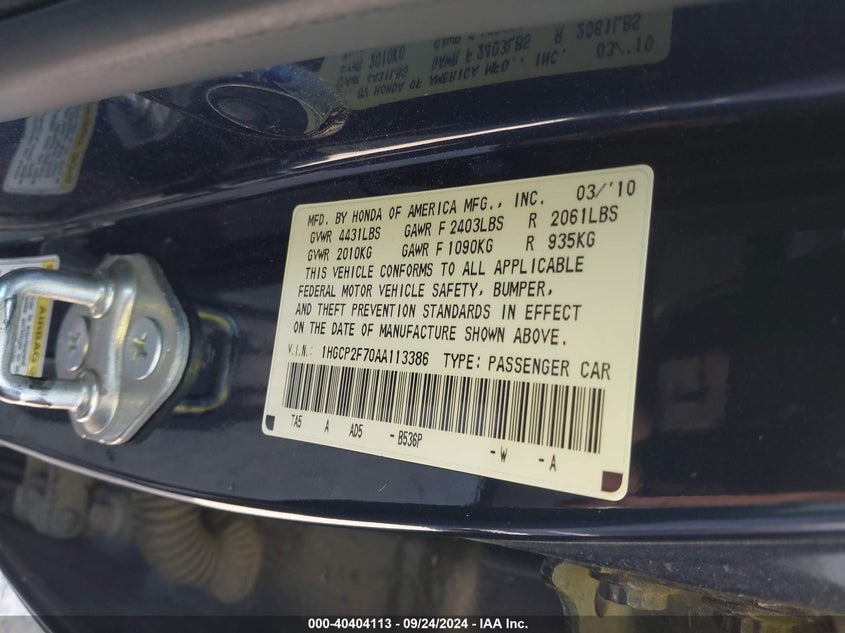 MFD. BY HONDA OF AMERICA MFG., INC. 03/'10
GVWR 4431LBS GAWR F 2403LBS R 2061LBS
GVWR 2010KG GAWR F 1090KG R 935KG
THIS VEHICLE CONFORMS TO ALL APPLICABLE
FEDERAL MOTOR VEHICLE SAFETY, BUMPER,
AND THEFT PREVENTION STANDARDS IN EFFECT
ON THE DATE OF MANUFACTURE SHOWN ABOVE.
V.I.N.: 1HGCP2F70AA113386 TYPE: PASSENGER CAR
TA5 A AD5 - B536P -W -A
AIRBAG
000-40404113 - 09/24/2024 - IAA Inc.